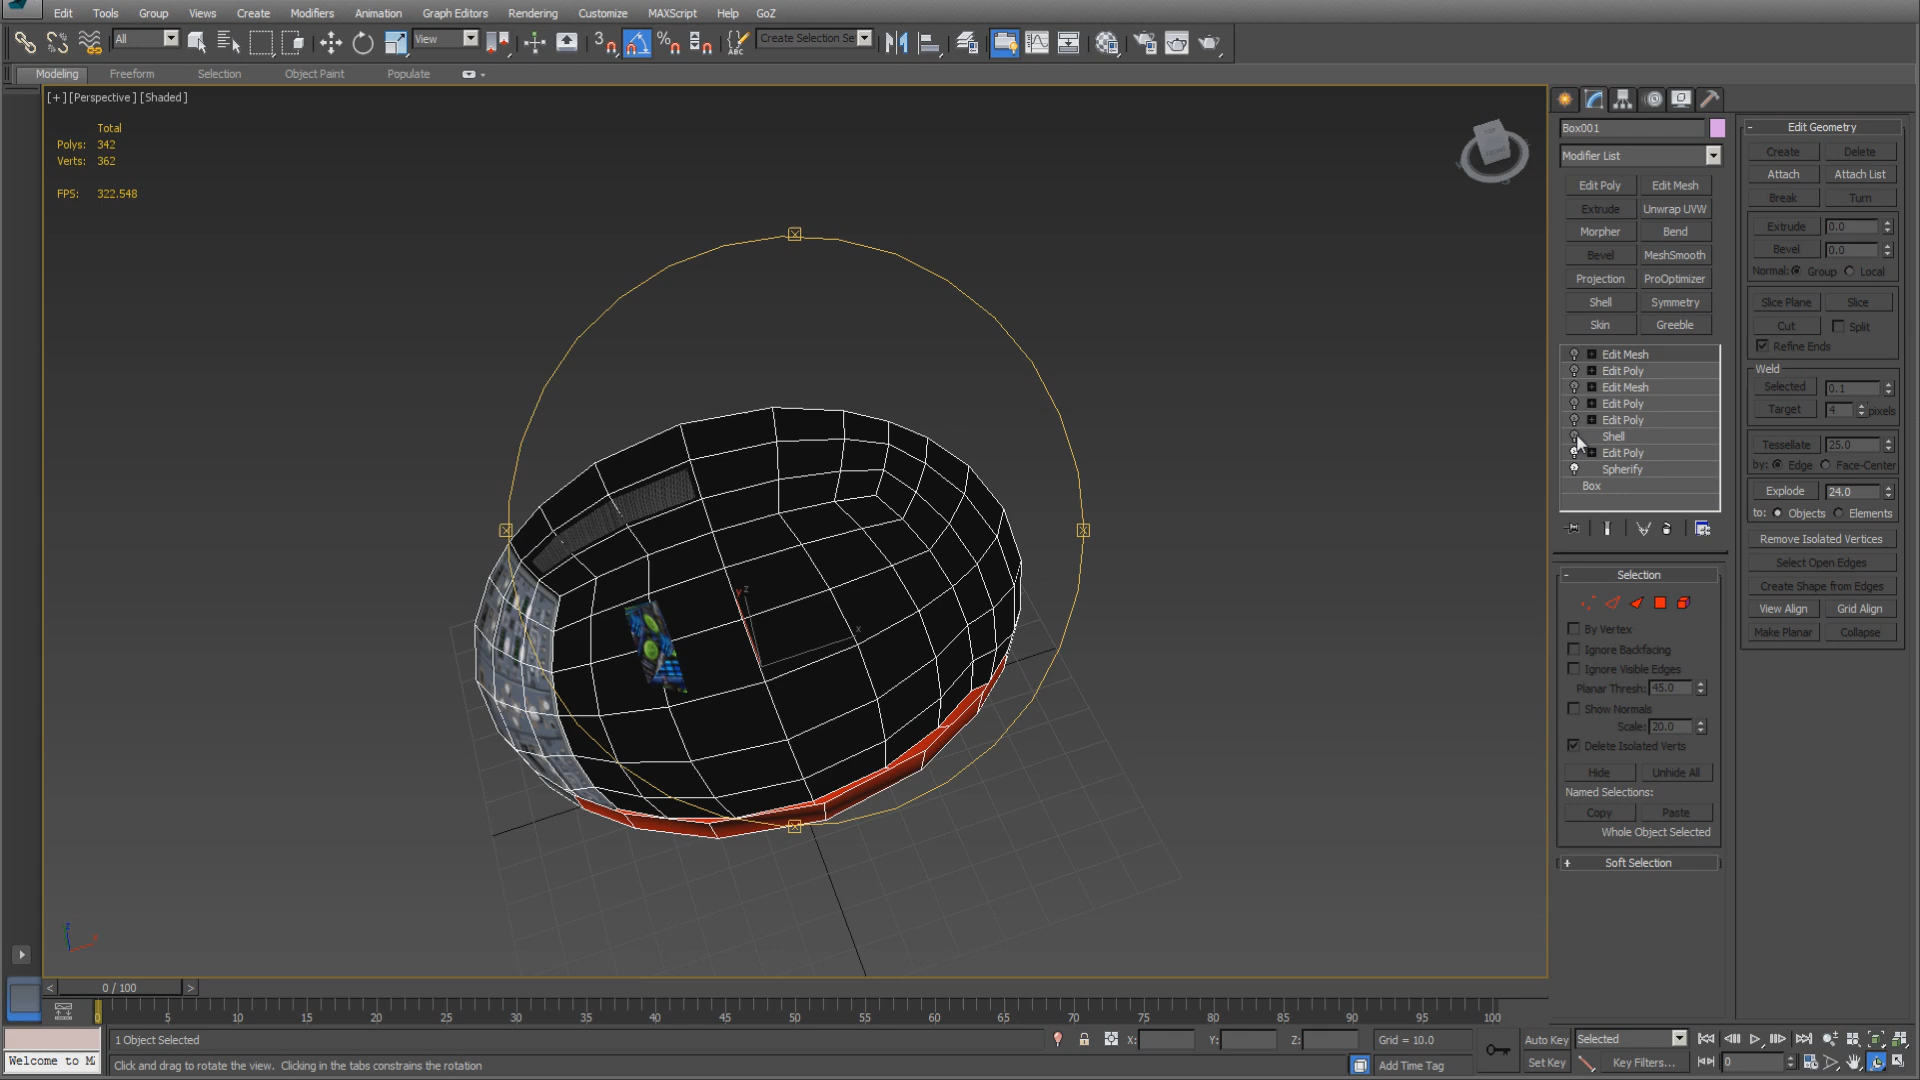 Edit Tools Group Views Create Modifiers Animation Graph Editors Rendering Customize MAXScript Help GoZ
All View 3 Create Selection Se
Modeling Freeform Selection Object Paint Populate
[+][Perspective][Shaded]
Total
Polys: 342
Verts: 362
FPS: 322.548
TOP
FRONT
x
y z
Box001
Modifier List
Edit Poly Edit Mesh
Extrude Unwrap UVW
Morpher Bend
Bevel MeshSmooth
Projection ProOptimizer
Shell Symmetry
Skin Greeble
Edit Mesh
Edit Poly
Edit Mesh
Edit Poly
Edit Poly
Shell
Edit Poly
Spherify
Box
- Selection
By Vertex
Ignore Backfacing
Ignore Visible Edges
Planar Thresh: 45.0
Show Normals
Scale: 20.0
Delete Isolated Verts
Hide Unhide All
Named Selections:
Copy Paste
Whole Object Selected
+ Soft Selection
- Edit Geometry
Create Delete
Attach Attach List
Break Turn
Extrude 0.0
Bevel 0.0
Normal: Group Local
Slice Plane Slice
Cut Split
Refine Ends
Weld
Selected 0.1
Target 4 pixels
Tessellate 25.0
by: Edge Face-Center
Explode 24.0
to: Objects Elements
Remove Isolated Vertices
Select Open Edges
Create Shape from Edges
View Align Grid Align
Make Planar Collapse
< 0 / 100 >
0 5 10 15 20 25 30 35 40 45 50 55 60 65 70 75 80 85 90 95 100
1 Object Selected X: Y: Z: Grid = 10.0 Auto Key Selected
Welcome to M Click and drag to rotate the view. Clicking in the tabs constrains the rotation Add Time Tag Set Key Key Filters... 0